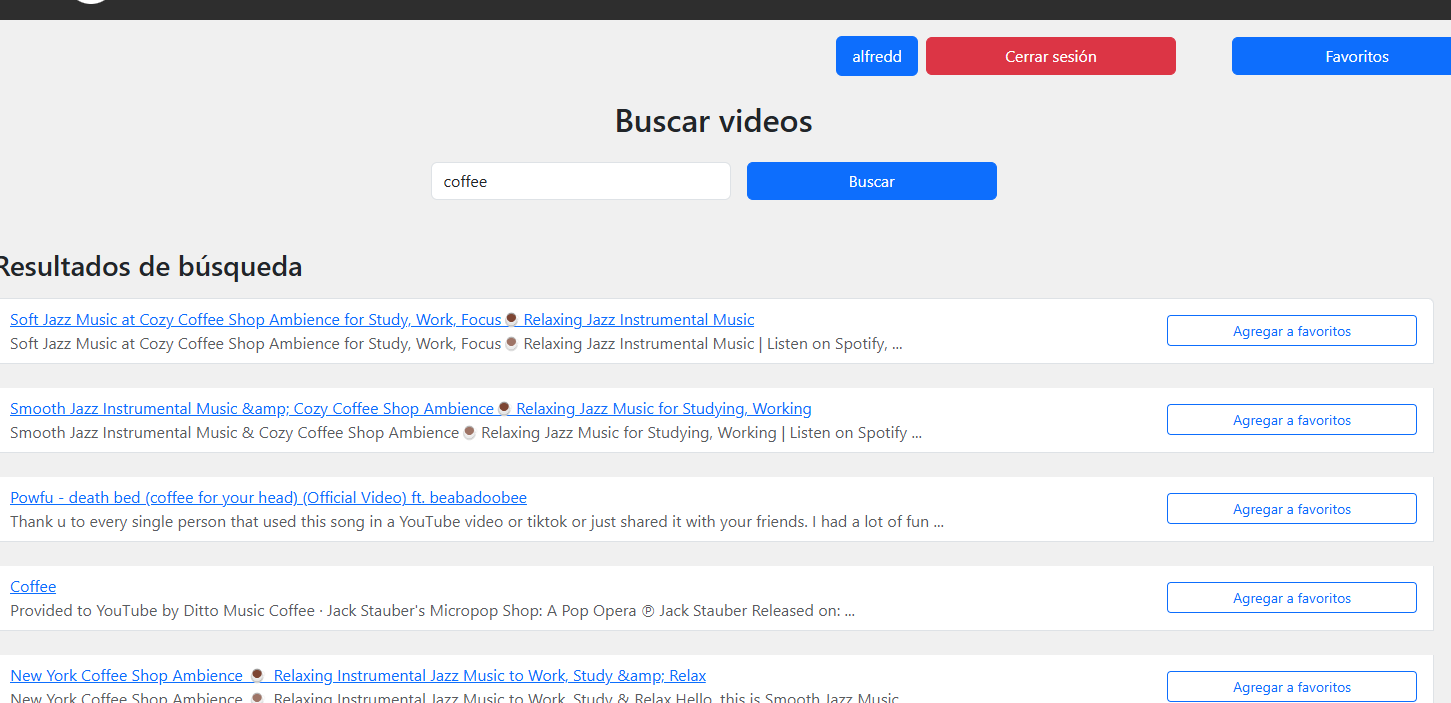 alfredd Cerrar sesión Favoritos
Buscar videos
coffee Buscar
Resultados de búsqueda
Soft Jazz Music at Cozy Coffee Shop Ambience for Study, Work, Focus☕ Relaxing Jazz Instrumental Music
Soft Jazz Music at Cozy Coffee Shop Ambience for Study, Work, Focus☕ Relaxing Jazz Instrumental Music | Listen on Spotify, ...
Agregar a favoritos
Smooth Jazz Instrumental Music &amp; Cozy Coffee Shop Ambience☕ Relaxing Jazz Music for Studying, Working
Smooth Jazz Instrumental Music & Cozy Coffee Shop Ambience☕ Relaxing Jazz Music for Studying, Working | Listen on Spotify ...
Agregar a favoritos
Powfu - death bed (coffee for your head) (Official Video) ft. beabadoobee
Thank u to every single person that used this song in a YouTube video or tiktok or just shared it with your friends. I had a lot of fun ...
Agregar a favoritos
Coffee
Provided to YouTube by Ditto Music Coffee · Jack Stauber's Micropop Shop: A Pop Opera ℗ Jack Stauber Released on: ...
Agregar a favoritos
New York Coffee Shop Ambience ☕ Relaxing Instrumental Jazz Music to Work, Study &amp; Relax
New York Coffee Shop Ambience ☕ Relaxing Instrumental Jazz Music to Work, Study & Relax Hello, this is Smooth Jazz Music
Agregar a favoritos